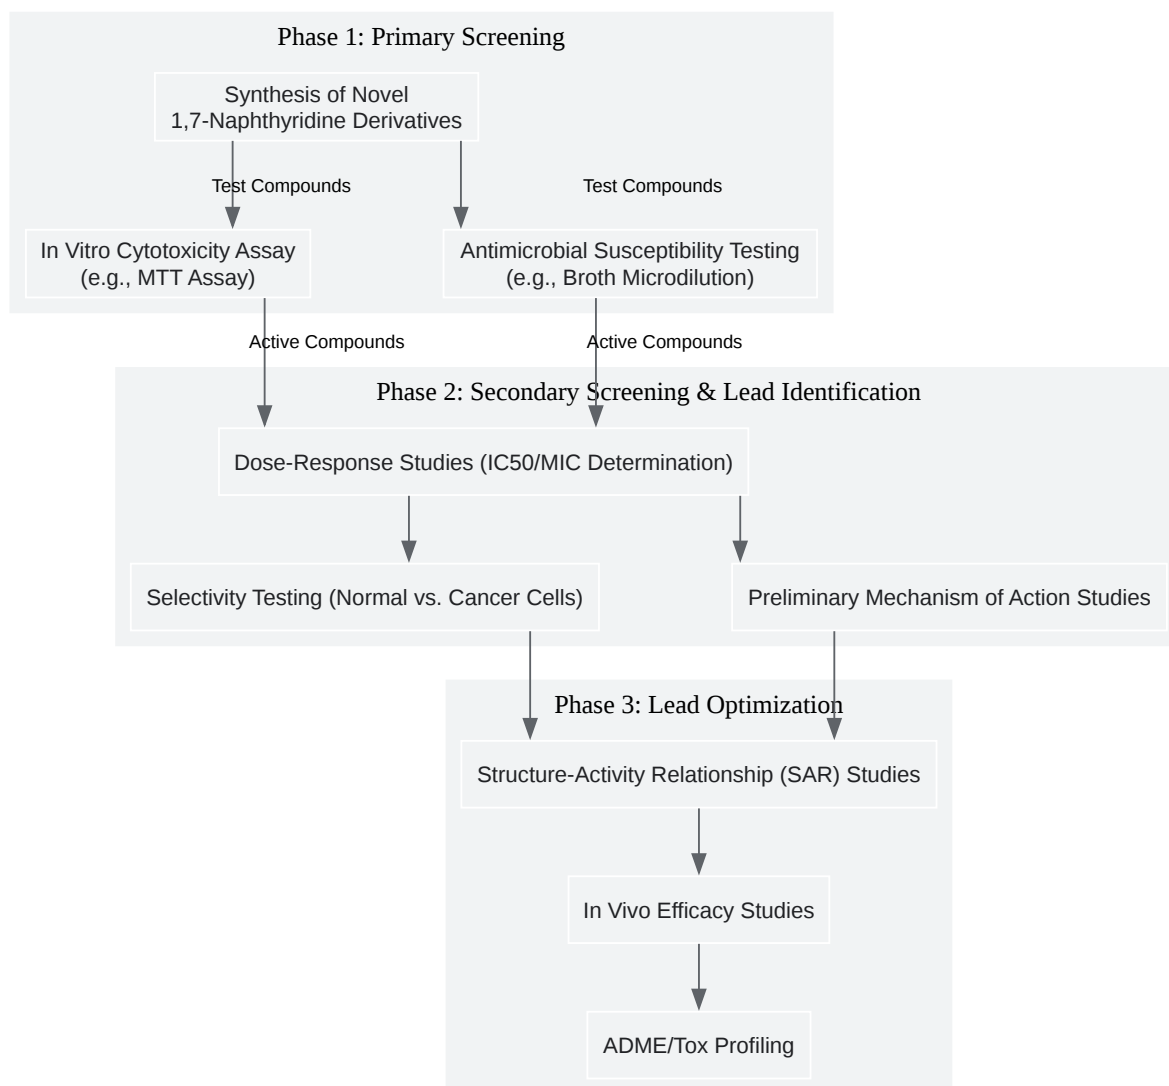 Phase 1: Primary Screening
Synthesis of Novel
1,7-Naphthyridine Derivatives
Test Compounds
Test Compounds
In Vitro Cytotoxicity Assay
(e.g., MTT Assay)
Antimicrobial Susceptibility Testing
(e.g., Broth Microdilution)
Active Compounds
Active Compounds
Phase 2: Secondary Screening & Lead Identification
Dose-Response Studies (IC50/MIC Determination)
Selectivity Testing (Normal vs. Cancer Cells)
Preliminary Mechanism of Action Studies
Phase 3: Lead Optimization
Structure-Activity Relationship (SAR) Studies
In Vivo Efficacy Studies
ADME/Tox Profiling